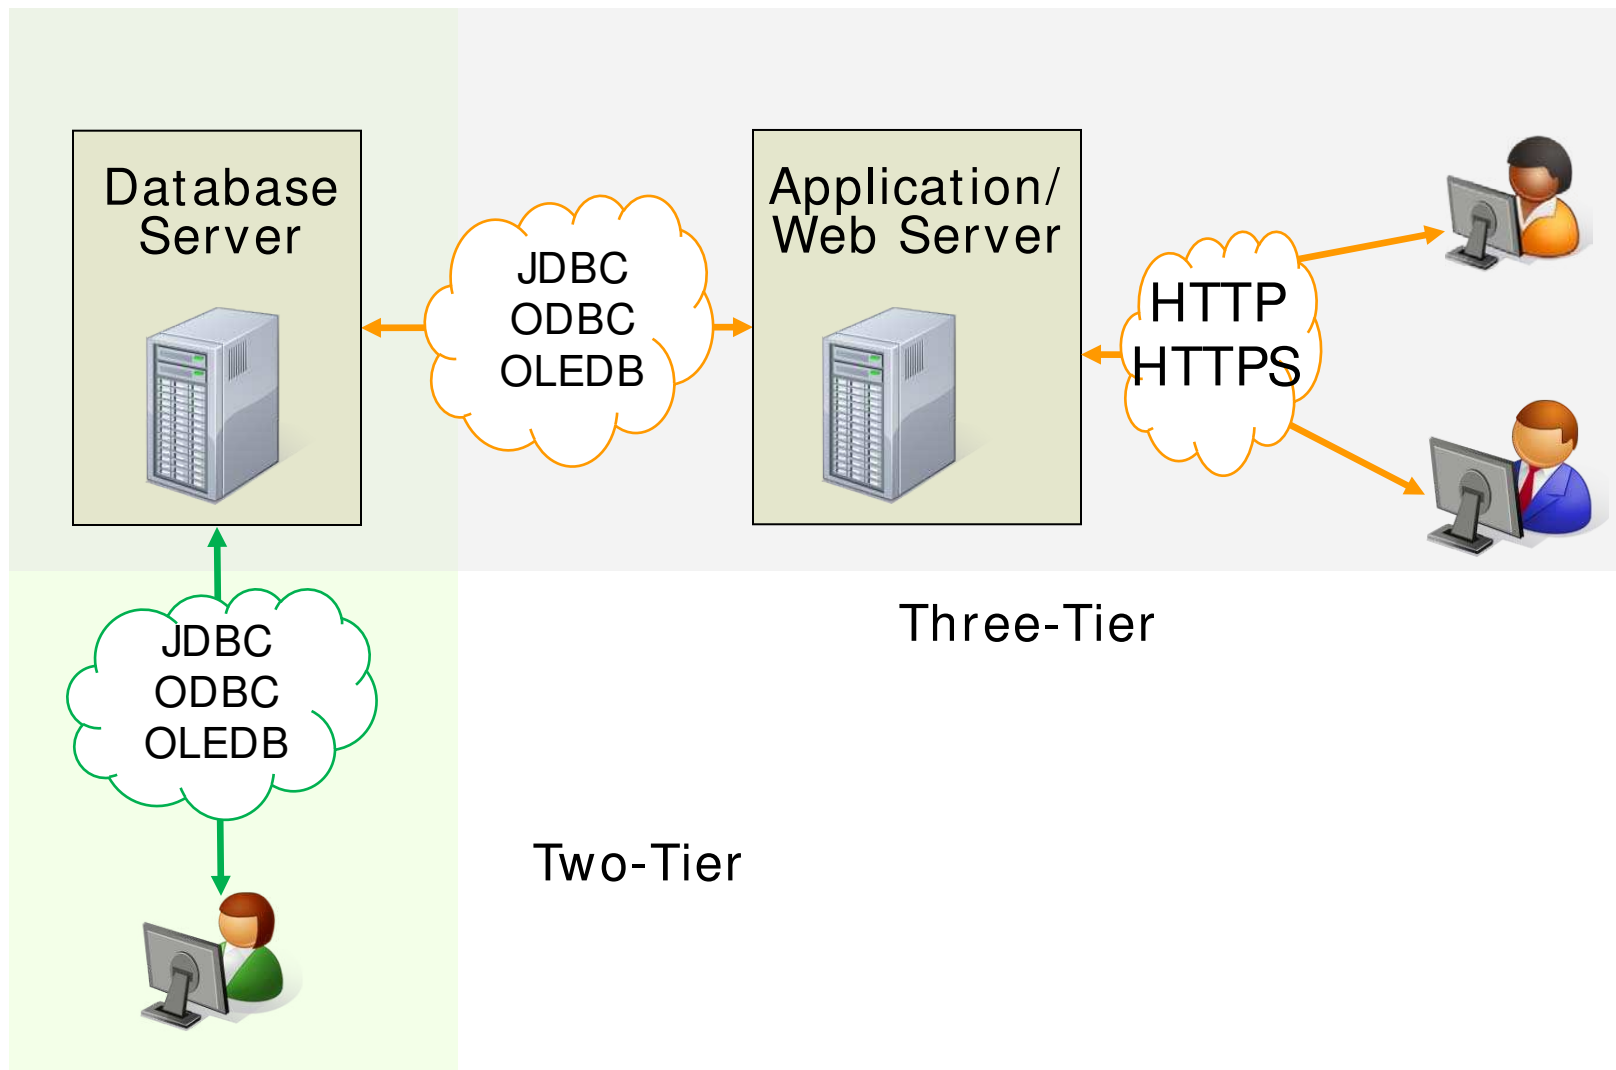 Database
Server
JDBC
ODBC
OLEDB
Application/
Web Server
HTTP
HTTPS
Three-Tier
JDBC
ODBC
OLEDB
Two-Tier